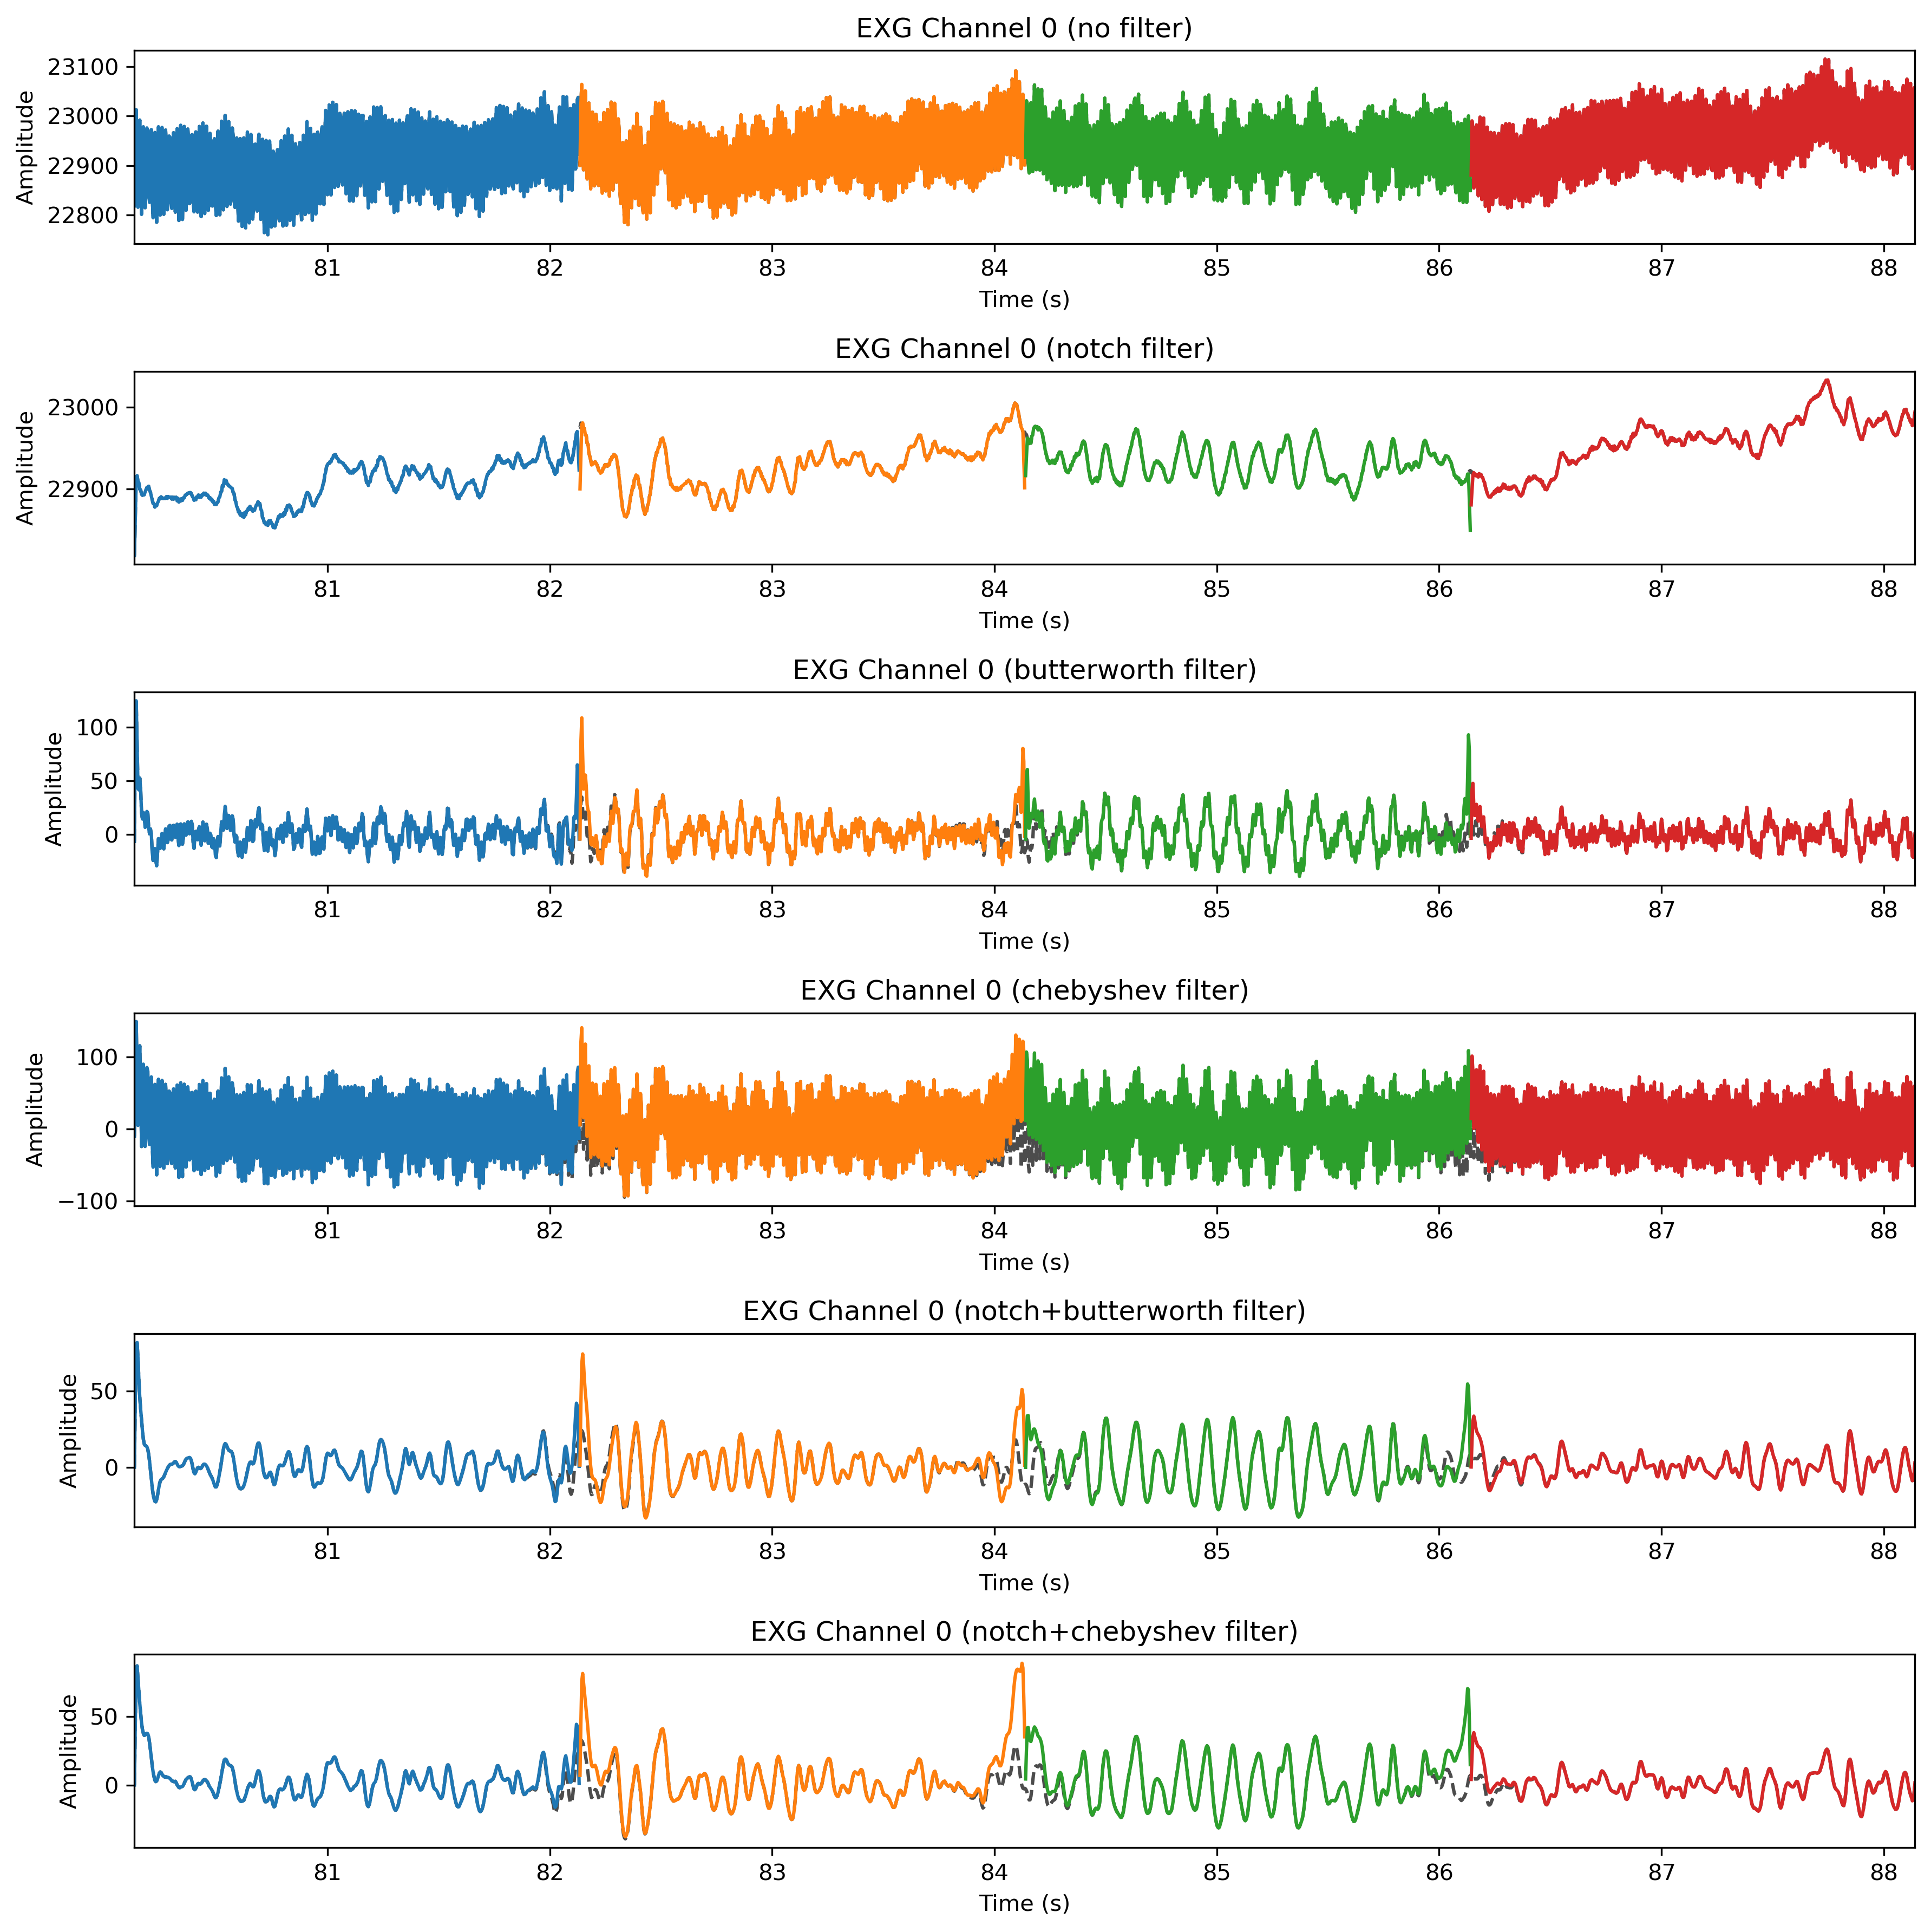 EXG Channel 0 (no filter)
Amplitude
23100
23000
22900
22800
81 82 83 84 85 86 87 88
Time (s)
EXG Channel 0 (notch filter)
Amplitude
23000
22900
81 82 83 84 85 86 87 88
Time (s)
EXG Channel 0 (butterworth filter)
Amplitude
100
50
0
81 82 83 84 85 86 87 88
Time (s)
EXG Channel 0 (chebyshev filter)
Amplitude
100
0
−100
81 82 83 84 85 86 87 88
Time (s)
EXG Channel 0 (notch+butterworth filter)
Amplitude
50
0
81 82 83 84 85 86 87 88
Time (s)
EXG Channel 0 (notch+chebyshev filter)
Amplitude
50
0
81 82 83 84 85 86 87 88
Time (s)